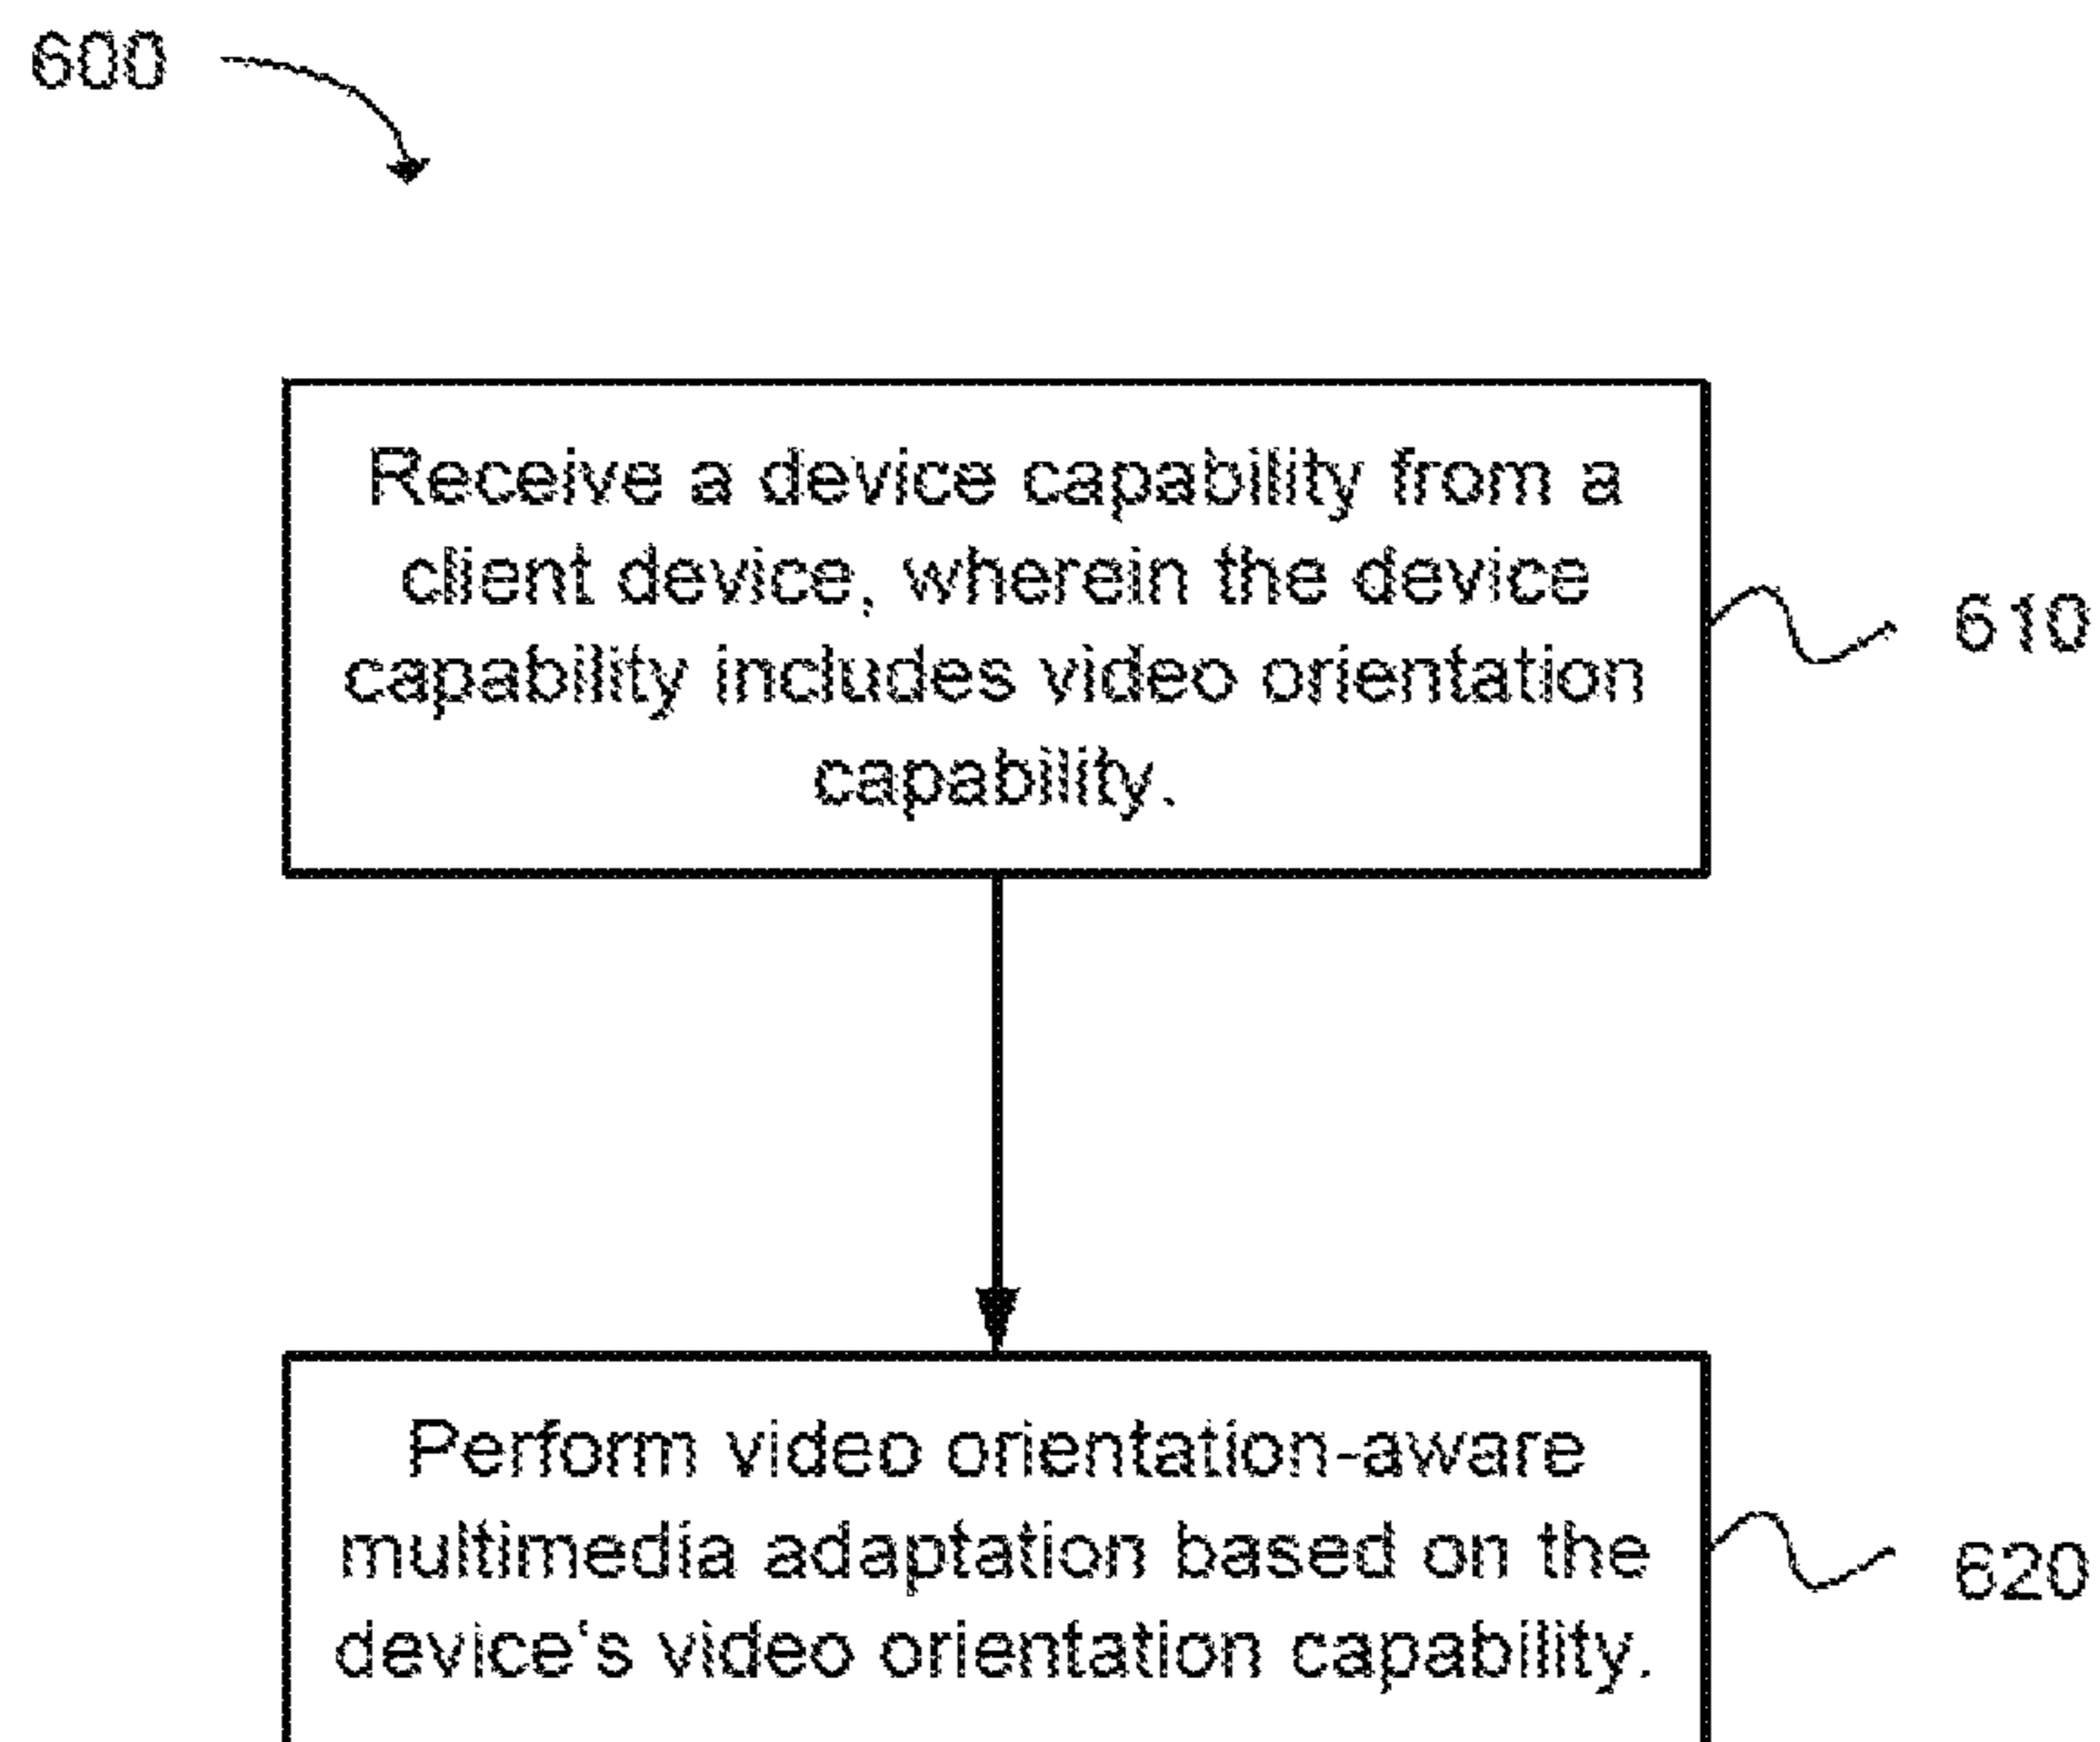 600
Receive a device capability from a
client device, wherein the device
capability includes video orientation
capability.
610
Perform video orientation-aware
multimedia adaptation based on the
device's video orientation capability.
620